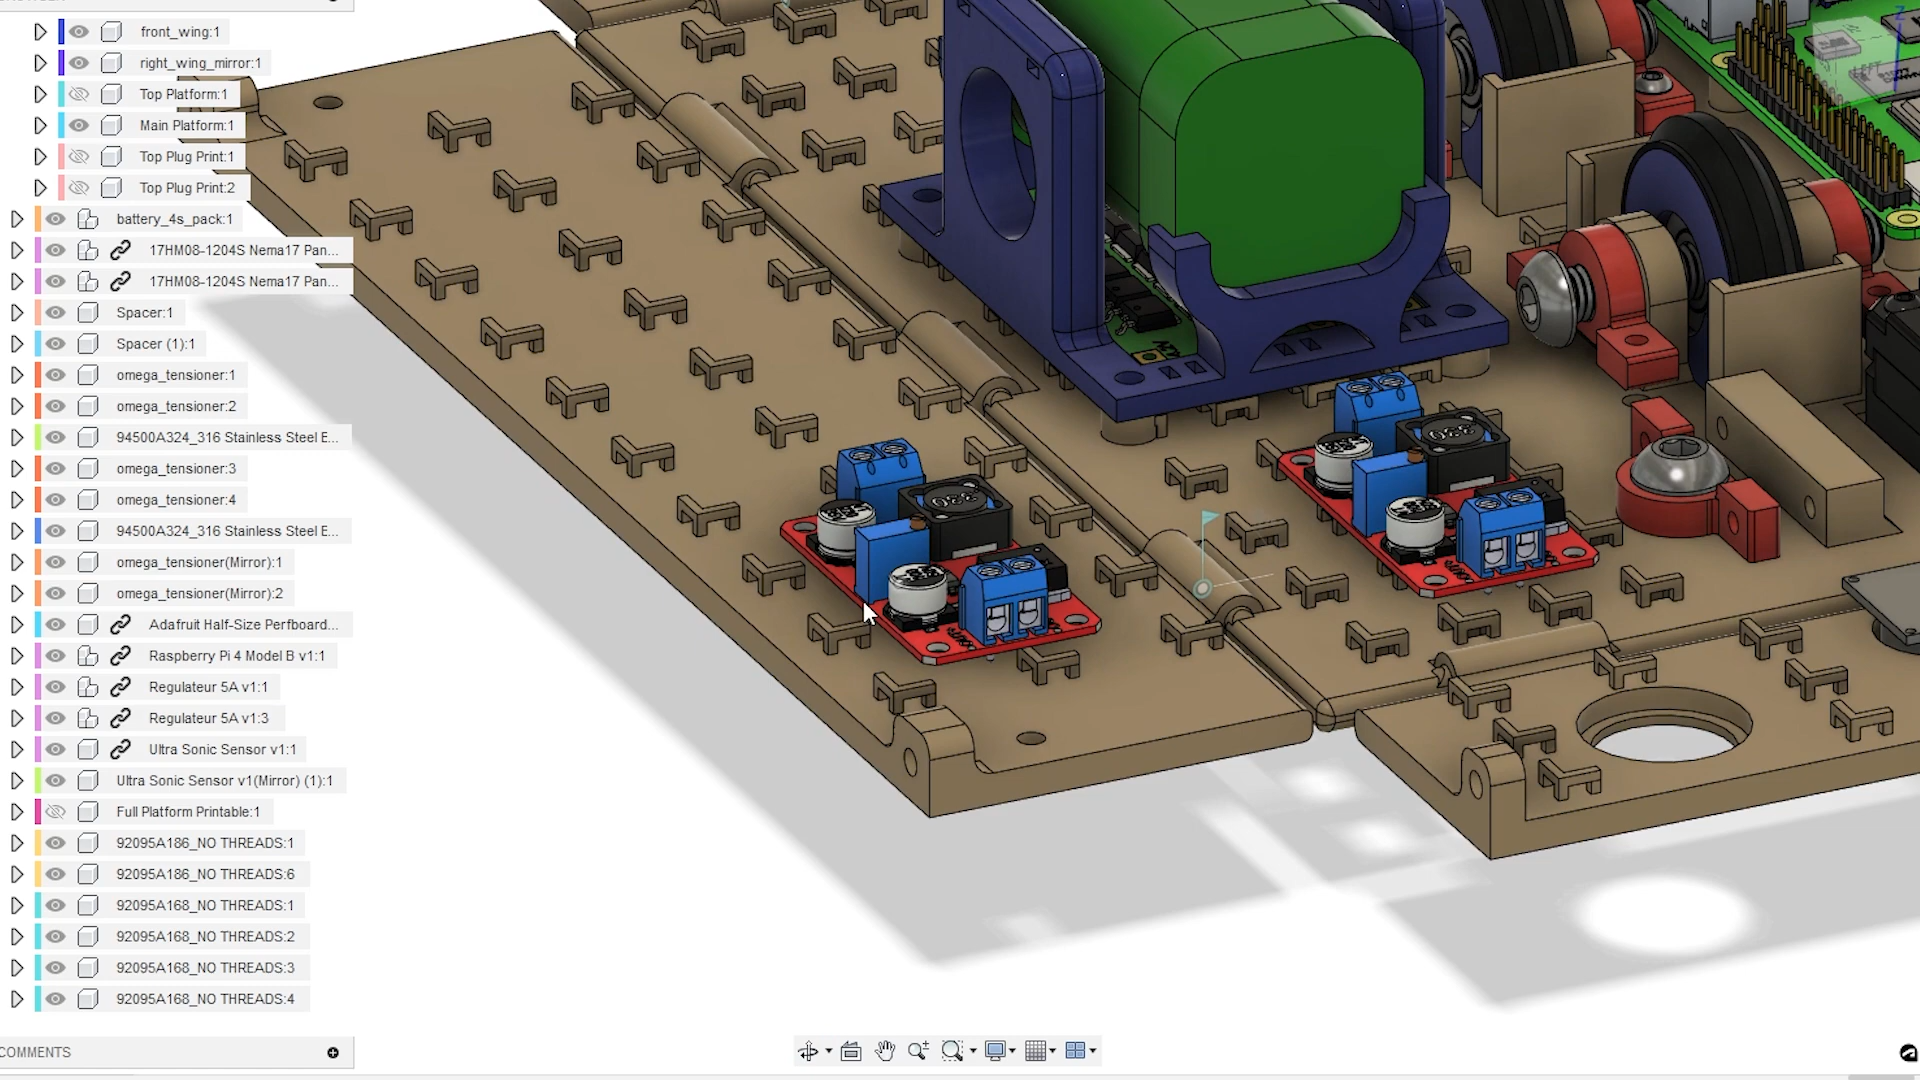 front_wing:1
right_wing_mirror:1
Top Platform:1
Main Platform:1
Top Plug Print:1
Top Plug Print:2
battery_4s_pack:1
17HM08-1204S Nema17 Pan...
17HM08-1204S Nema17 Pan...
Spacer:1
Spacer (1):1
omega_tensioner:1
omega_tensioner:2
94500A324_316 Stainless Steel E...
omega_tensioner:3
omega_tensioner:4
94500A324_316 Stainless Steel E...
omega_tensioner(Mirror):1
omega_tensioner(Mirror):2
Adafruit Half-Size Perfboard...
Raspberry Pi 4 Model B v1:1
Regulateur 5A v1:1
Regulateur 5A v1:3
Ultra Sonic Sensor v1:1
Ultra Sonic Sensor v1(Mirror) (1):1
Full Platform Printable:1
92095A186_NO THREADS:1
92095A186_NO THREADS:6
92095A168_NO THREADS:1
92095A168_NO THREADS:2
92095A168_NO THREADS:3
92095A168_NO THREADS:4
COMMENTS